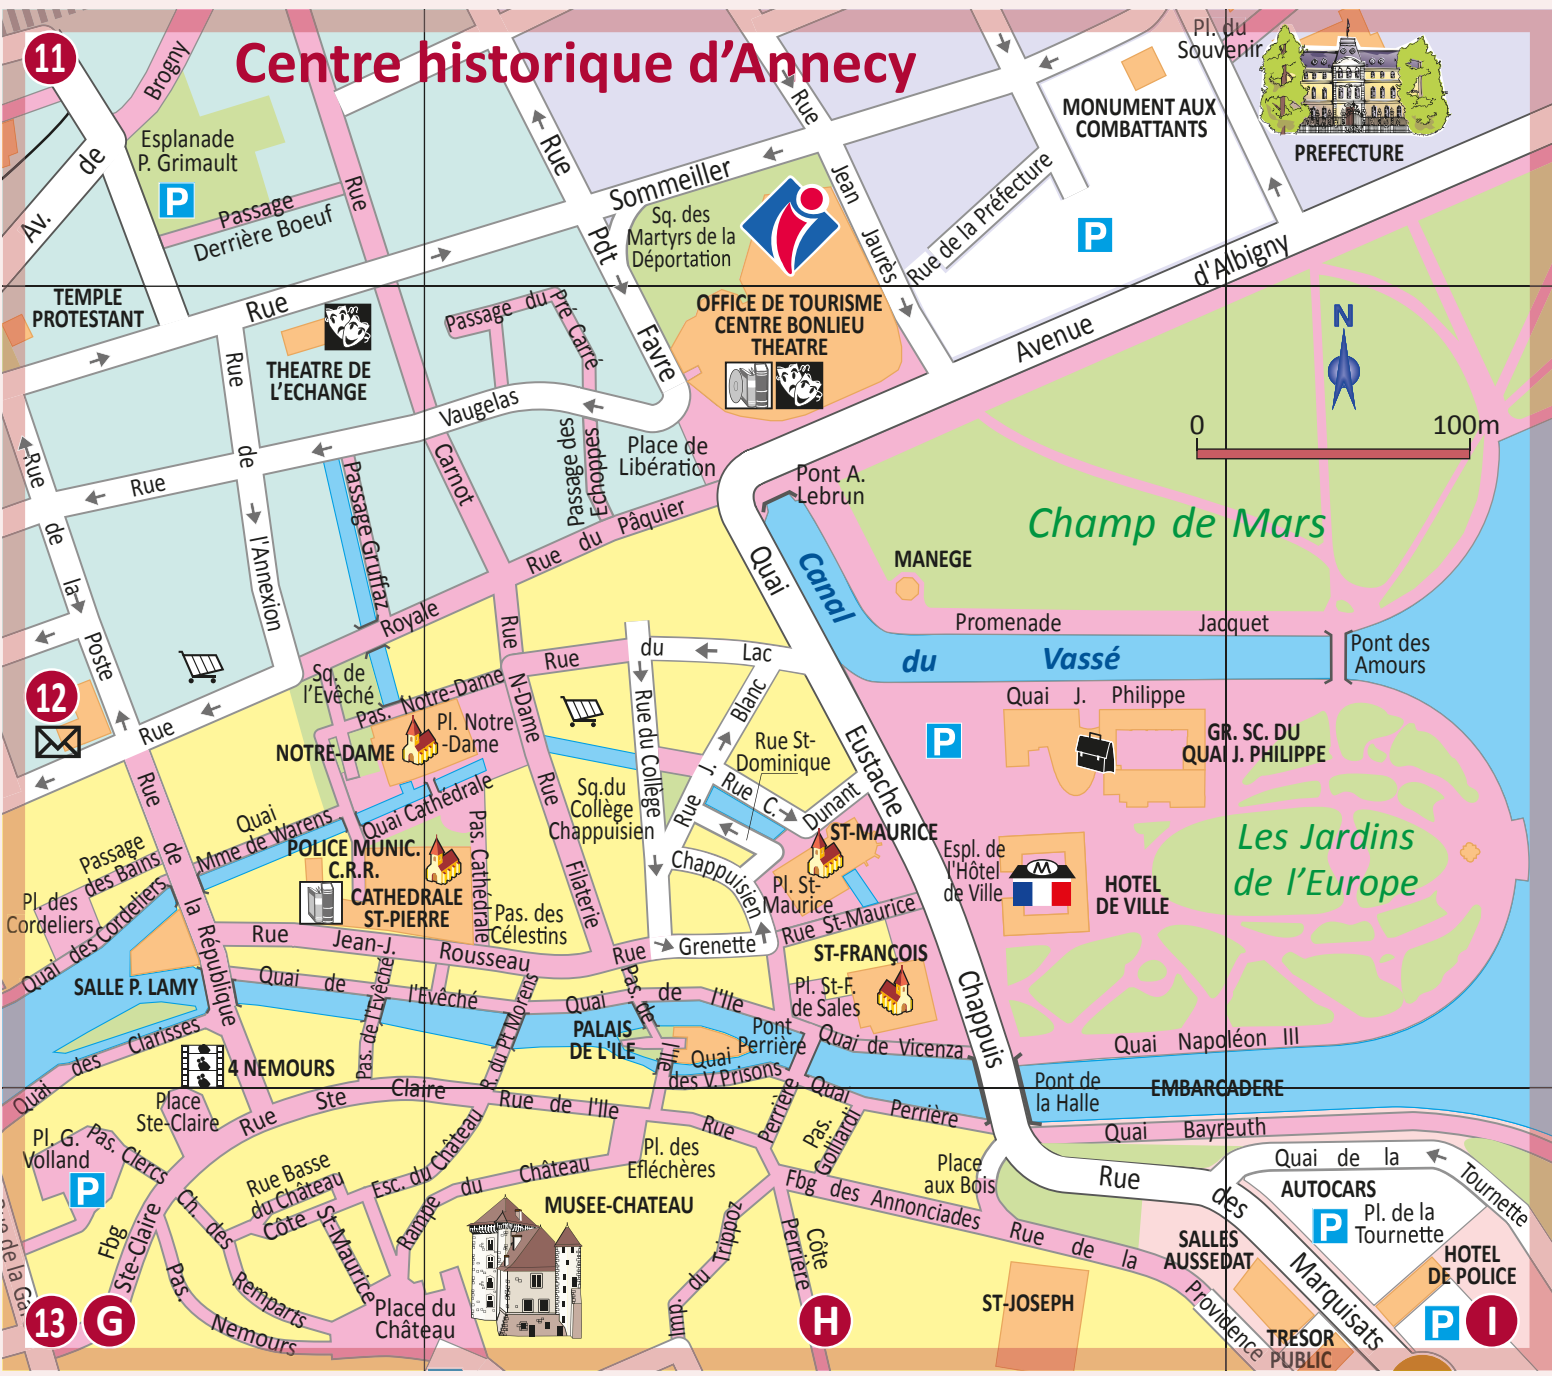 11
Centre historique d'Annecy
Brogny
Av.
de
Esplanade
P. Grimault
P
Passage
Derrière Boeuf
Rue
Rue
Pdt
Favre
Sommeiller
Rue
Jean
Jaurès
Rue de la Préfecture
Pl. du
Souvenir
MONUMENT AUX
COMBATTANTS
PREFECTURE
P
d'Albigny
Avenue
Sq. des
Martyrs de la
Déportation
OFFICE DE TOURISME
CENTRE BONLIEU
THEATRE
TEMPLE
PROTESTANT
Rue
THEATRE DE
L'ECHANGE
Passage du Pré Carré
Vaugelas
Rue
Rue
de
l'Annexion
Rue
de
la
Poste
Carnot
Passage Gruffaz
Passage des
Echoppes
Place de
Libération
Rue du Pâquier
Royale
Rue
Pont A.
Lebrun
N
0
100m
Champ de Mars
MANEGE
Canal
du
Vassé
Promenade Jacquet
Pont des
Amours
Quai
Eustache
Chappuis
Quai J. Philippe
GR. SC. DU
QUAI J. PHILIPPE
P
Les Jardins
de l'Europe
Espl. de
l'Hôtel
de Ville
HOTEL
DE VILLE
12
Sq. de
l'Evêché
Pas. Notre-Dame
NOTRE-DAME
Pl. Notre
-Dame
Rue
N-Dame
Rue
Filaterie
Rue du Lac
Rue du Collège
Sq.du
Collège
Chappuisien
Rue J. Blanc
Rue St-
Dominique
Rue C. Dunant
Chappuisien
Grenette
Rue
ST-MAURICE
Pl. St-
Maurice
Rue St-Maurice
ST-FRANÇOIS
Pl. St-F.
de Sales
Quai
Mme de Warens
Quai Cathédrale
POLICE MUNIC.
C.R.R.
CATHEDRALE
ST-PIERRE
Pas. Cathédrale
Pas. des
Célestins
Passage
des Bains
Pl. des
Cordeliers
Quai des Cordeliers
SALLE P. LAMY
Rue
de
la
République
Rue Jean-J. Rousseau
Quai de l'Evêché
Pas. de l'Evêché
R. du Pt Morens
Quai de l'Ile
Pas. de
l'Ile
PALAIS
DE L'ILE
Quai
des V. Prisons
Pont
Perrière
Quai de Vicenza
Quai Napoléon III
Pont de
la Halle
EMBARCADERE
Quai des Clarisses
4 NEMOURS
Place
Ste-Claire
Rue Ste Claire
Rue de l'Ile
Rue
Perrière
Quai Perrière
Pas.
Golliardi
Pl. des
Efléchères
Quai Bayreuth
Pl. G.
Volland
P
Pas. Clercs
Fbg
Ste-Claire
Rue Basse
du Château
Côte St-Maurice
Esc. du Château
Rampe du Château
MUSEE-CHATEAU
Ch. des
Remparts
Pas.
Nemours
Place du
Château
Imp. du Trippoz
Côte
Perrière
Fbg des Annonciades
Place
aux Bois
Rue de la
Providence
ST-JOSEPH
Rue
des
Marquisats
Quai de la
Tournette
AUTOCARS
P
Pl. de la
Tournette
SALLES
AUSSEDAT
HOTEL
DE POLICE
TRESOR
PUBLIC
P
13
G
H
I